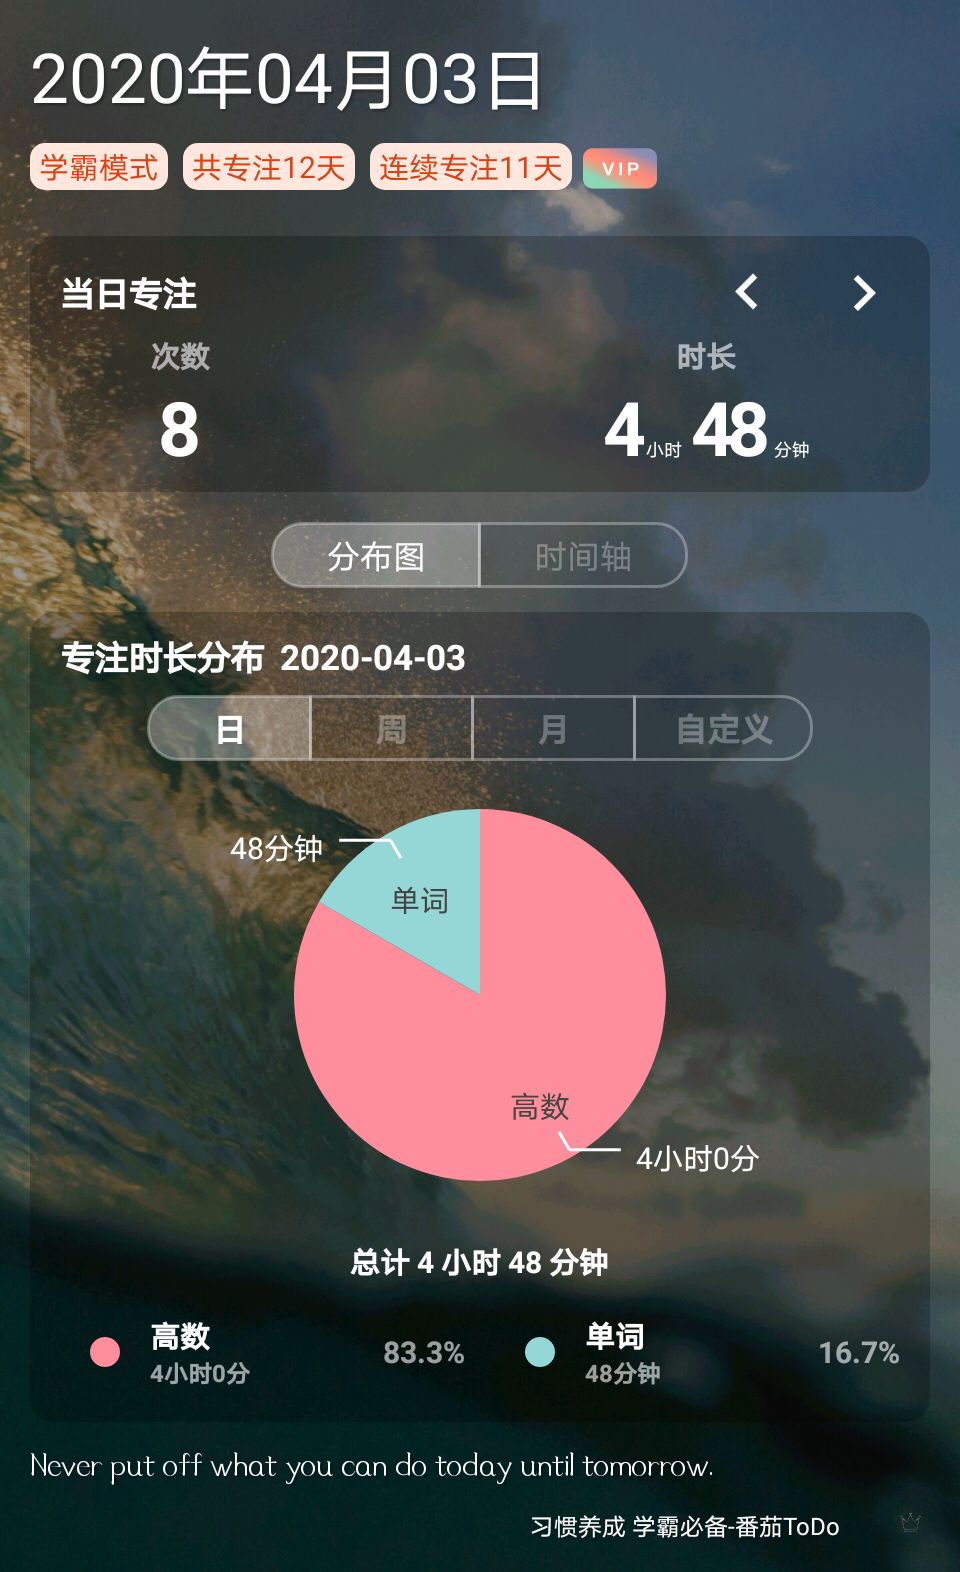 2020年04月03日
学霸模式 共专注12天 连续专注11天 VIP
当日专注
次数 时长
8 4小时 48分钟
分布图 时间轴
专注时长分布 2020-04-03
日 周 月 自定义
48分钟
单词
高数
4小时0分
总计 4 小时 48 分钟
高数 83.3% 单词 16.7%
4小时0分 48分钟
Never put off what you can do today until tomorrow.
习惯养成 学霸必备-番茄ToDo